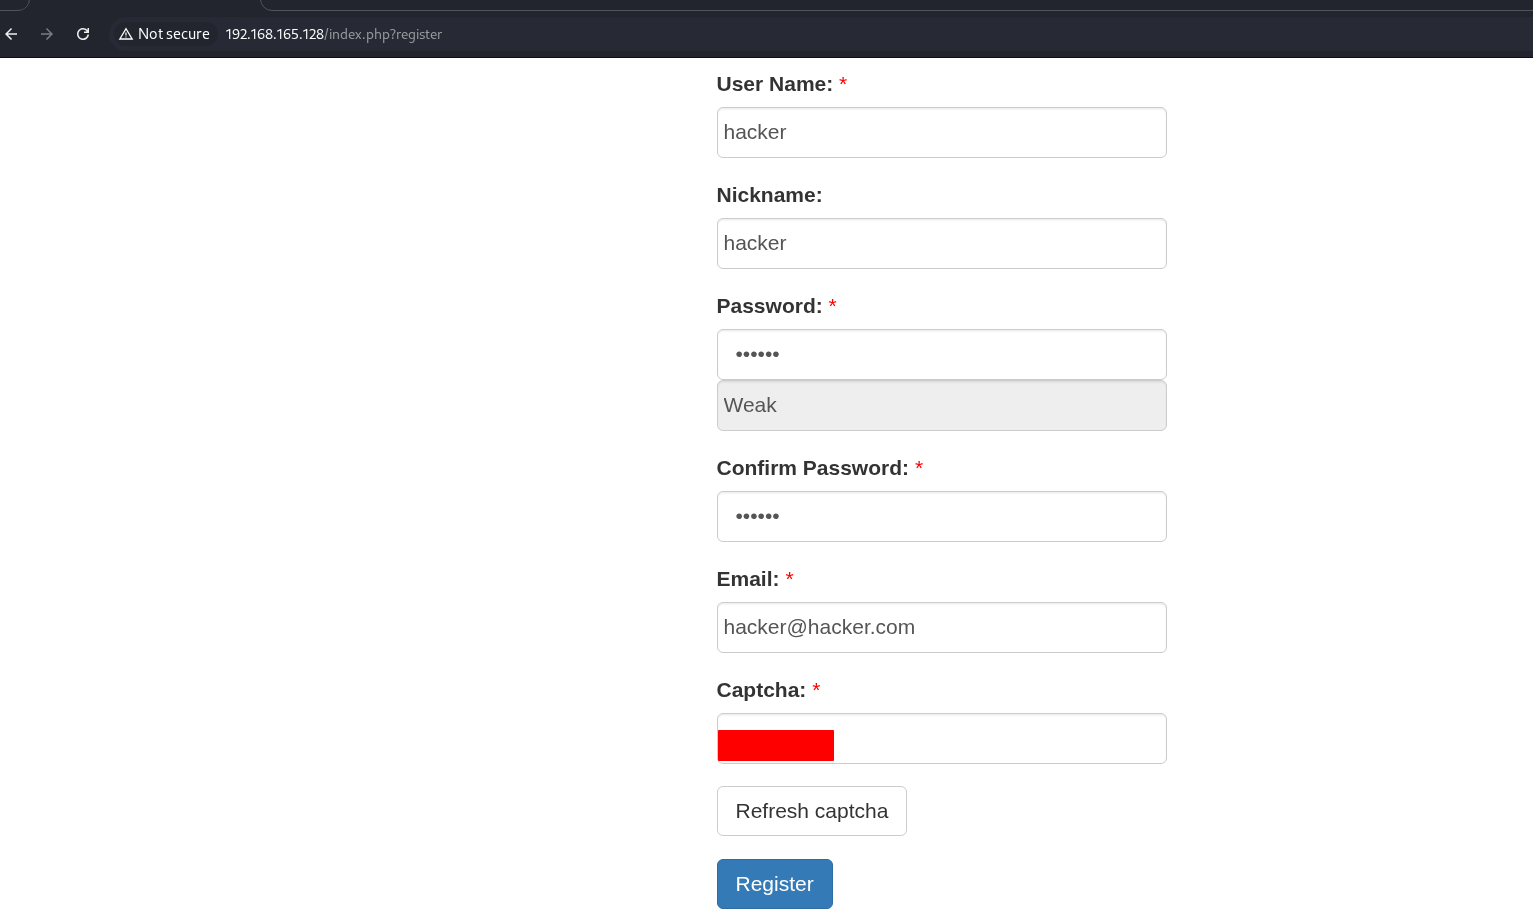 Not secure 192.168.165.128/index.php?register
User Name: *
hacker
Nickname:
hacker
Password: *
••••••
Weak
Confirm Password: *
••••••
Email: *
hacker@hacker.com
Captcha: *
Refresh captcha
Register